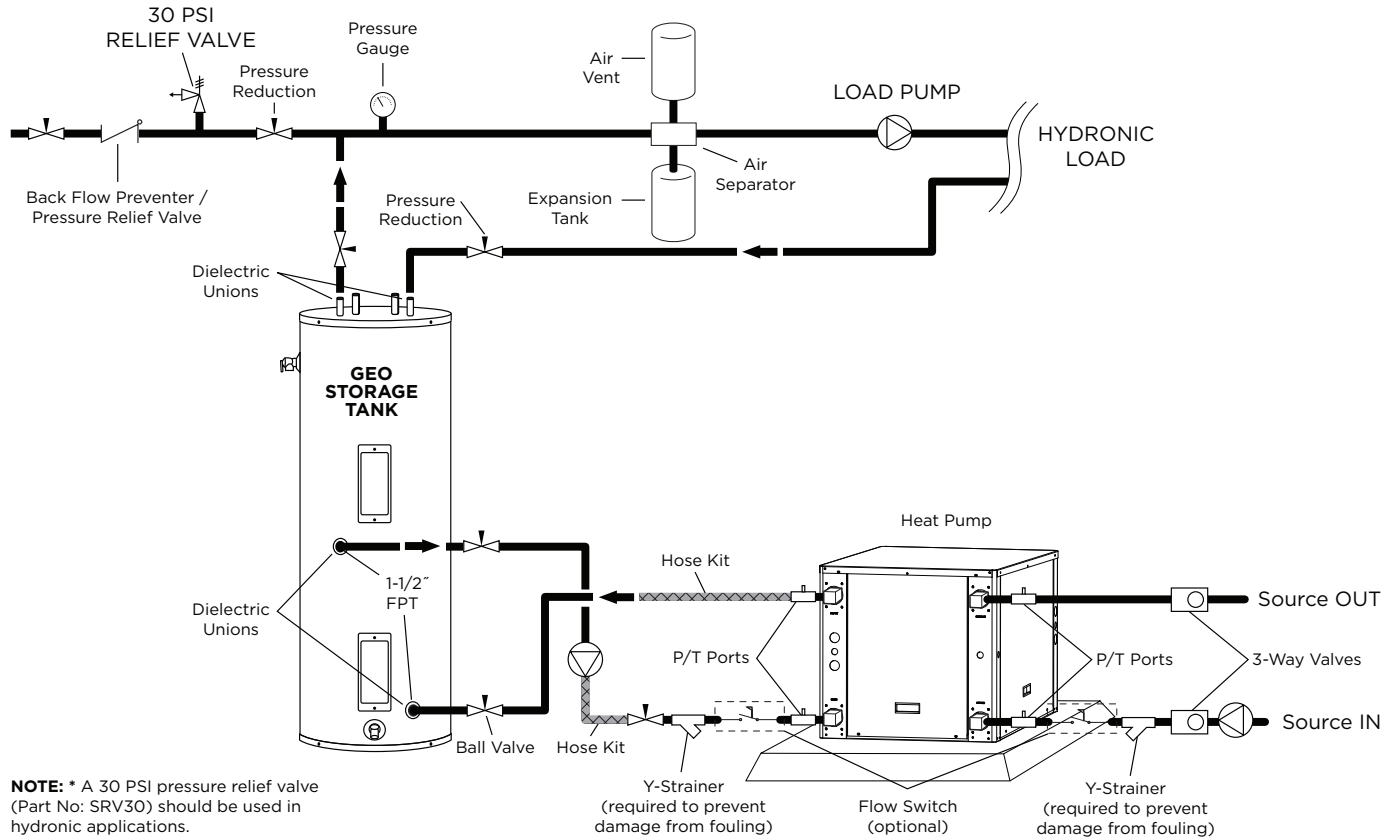 30 PSI
RELIEF VALVE
Pressure
Reduction
Pressure
Gauge
Air
Vent
LOAD PUMP
HYDRONIC
LOAD
Back Flow Preventer /
Pressure Relief Valve
Air
Separator
Expansion
Tank
Pressure
Reduction
Dielectric
Unions
GEO
STORAGE
TANK
Heat Pump
Hose Kit
1-1/2″
FPT
Dielectric
Unions
Source OUT
P/T Ports
P/T Ports
3-Way Valves
Source IN
Ball Valve
Hose Kit
Y-Strainer
(required to prevent
damage from fouling)
Flow Switch
(optional)
Y-Strainer
(required to prevent
damage from fouling)
NOTE: * A 30 PSI pressure relief valve
(Part No: SRV30) should be used in
hydronic applications.